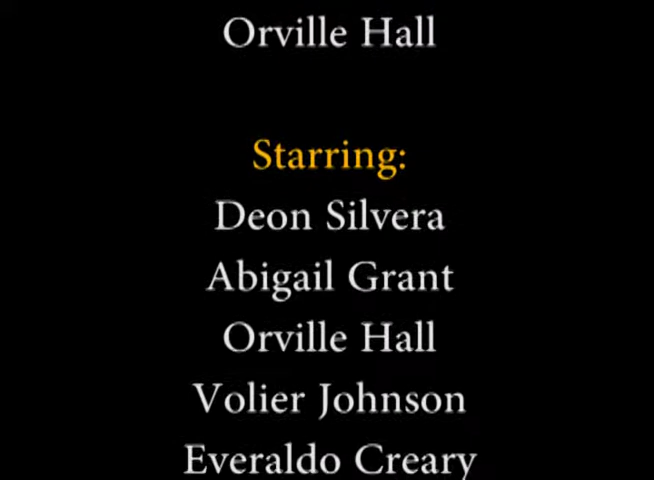 Orville Hall
Starring:
Deon Silvera
Abigail Grant
Orville Hall
Volier Johnson
Everaldo Creary